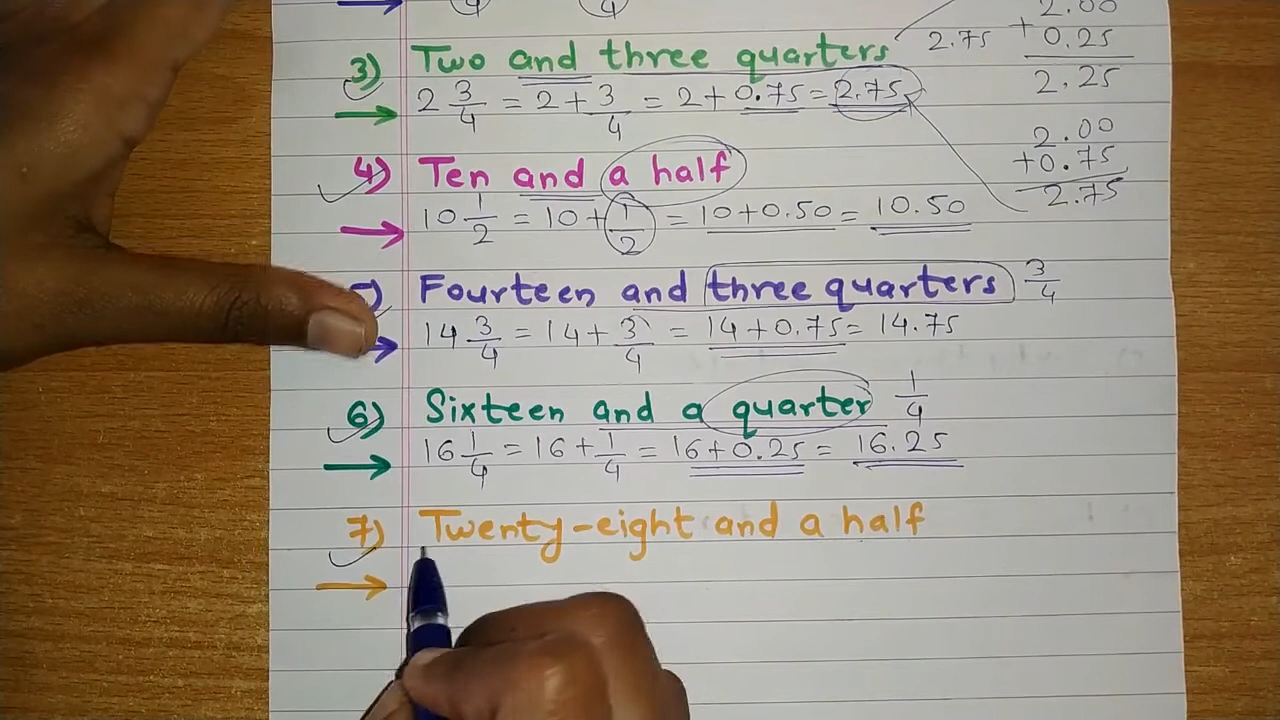 4 4
3) Two and three quarters
2 3/4 = 2 + 3/4 = 2 + 0.75 = 2.75
4) Ten and a half
10 1/2 = 10 + 1/2 = 10 + 0.50 = 10.50
5) Fourteen and three quarters 3/4
14 3/4 = 14 + 3/4 = 14 + 0.75 = 14.75
6) Sixteen and a quarter 1/4
16 1/4 = 16 + 1/4 = 16 + 0.25 = 16.25
7) Twenty-eight and a half
2.75
2.00
+ 0.25
2.25
2.00
+0.75
2.75